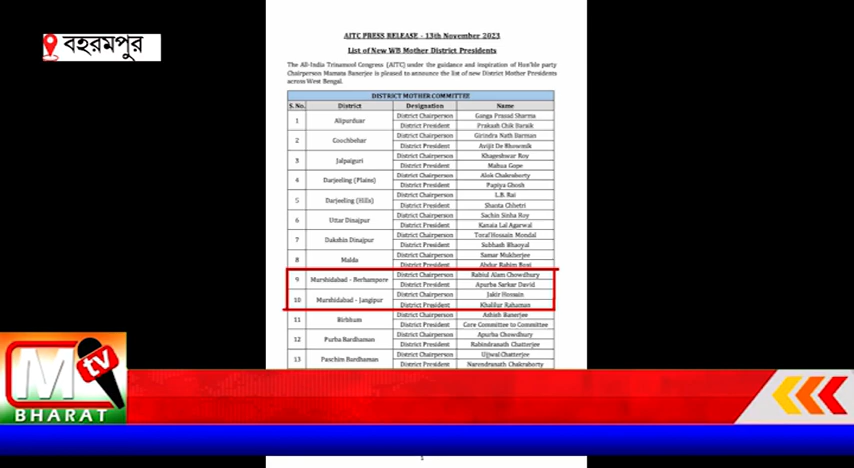 বহরমপুর
AITC PRESS RELEASE - 13th November 2023
List of New WB Mother District Presidents
The All-India Trinamool Congress (AITC) under the guidance and inspiration of Hon'ble party
Chairperson Mamata Banerjee is pleased to announce the list of new District Mother Presidents
across West Bengal.
DISTRICT MOTHER COMMITTEE
S. No. District Designation Name
1 Alipurduar District Chairperson Ganga Prasad Sharma
District President Prakash Chik Baraik
2 Coochbehar District Chairperson Girindra Nath Barman
District President Avijit De Bhowmik
3 Jalpaiguri District Chairperson Khageshwar Roy
District President Mahua Gope
4 Darjeeling (Plains) District Chairperson Alok Chakraborty
District President Papiya Ghosh
5 Darjeeling (Hills) District Chairperson L.B. Rai
District President Shanta Chhetri
6 Uttar Dinajpur District Chairperson Sachin Sinha Roy
District President Kanaia Lal Agarwal
7 Dakshin Dinajpur District Chairperson Toraf Hossain Mondal
District President Subhash Bhaoyal
8 Malda District Chairperson Samar Mukherjee
District President Abdur Rahim Boxi
9 Murshidabad - Berhampore District Chairperson Rabiul Alam Chowdhury
District President Apurba Sarkar David
10 Murshidabad - Jangipur District Chairperson Jakir Hossain
District President Khalilur Rahaman
11 Birbhum District Chairperson Ashish Banerjee
District President Core Committee to Committee
12 Purba Bardhaman District Chairperson Apurba Chowdhury
District President Rabindranath Chatterjee
13 Paschim Bardhaman District Chairperson Ujjwal Chatterjee
District President Narendranath Chakraborty
M tv
BHARAT
1